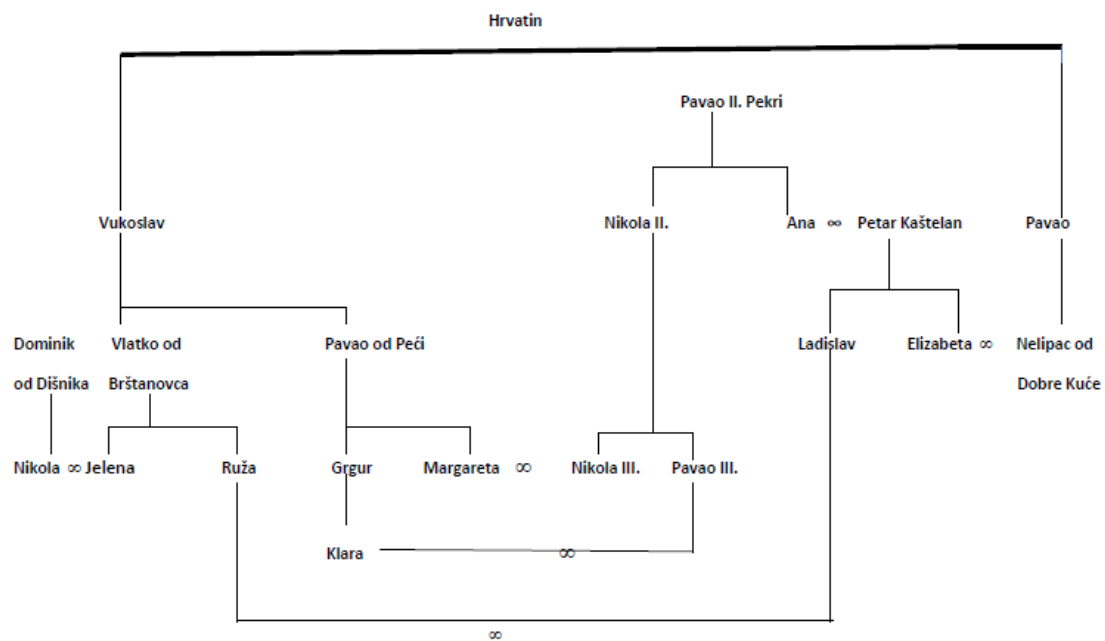 Hrvatin
Pavao II. Pekri
Vukoslav Nikola II. Ana ∞ Petar Kaštelan Pavao
Dominik Vlatko od Pavao od Peći Ladislav Elizabeta ∞ Nelipac od
od Dišnika Brštanovca Dobre Kuće
Nikola ∞ Jelena Ruža Grgur Margareta ∞ Nikola III. Pavao III.
Klara ∞
∞